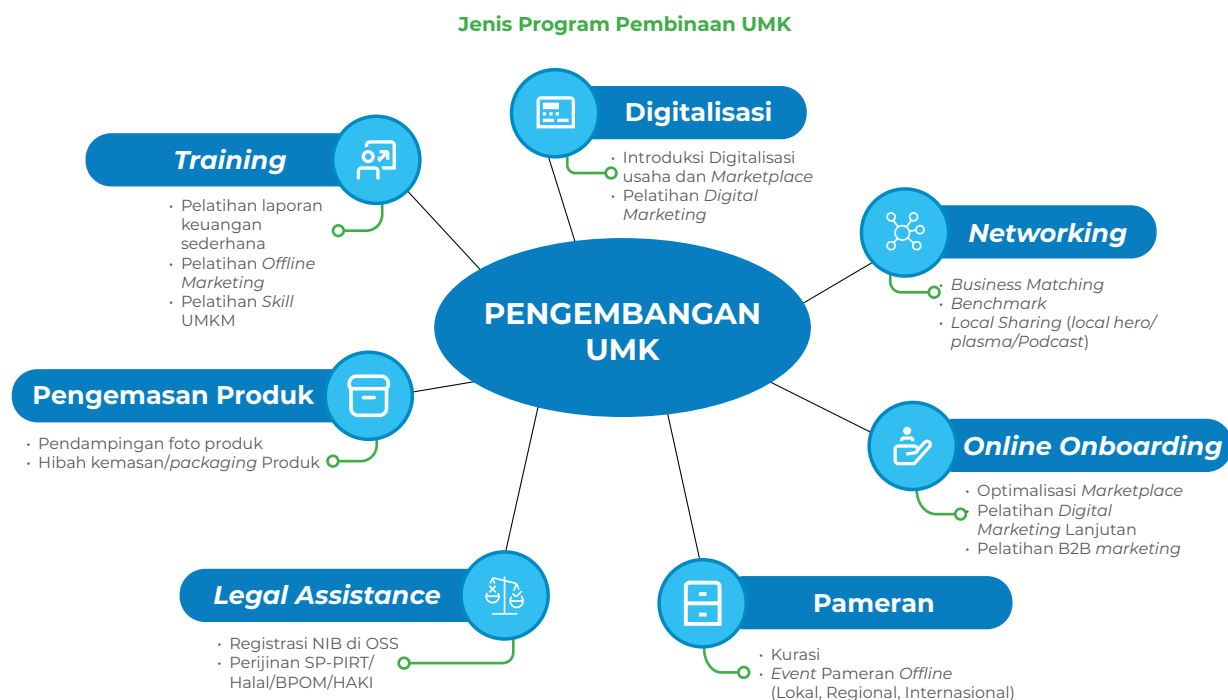 Jenis Program Pembinaan UMK
Digitalisasi
• Introduksi Digitalisasi
usaha dan Marketplace
• Pelatihan Digital
Marketing
Training
• Pelatihan laporan
keuangan
sederhana
• Pelatihan Offline
Marketing
• Pelatihan Skill
UMKM
Networking
• Business Matching
• Benchmark
• Local Sharing (local hero/
plasma/Podcast)
PENGEMBANGAN
UMK
Pengemasan Produk
• Pendampingan foto produk
• Hibah kemasan/packaging Produk
Online Onboarding
• Optimalisasi Marketplace
• Pelatihan Digital
Marketing Lanjutan
• Pelatihan B2B marketing
Legal Assistance
• Registrasi NIB di OSS
• Perijinan SP-PIRT/
Halal/BPOM/HAKI
Pameran
• Kurasi
• Event Pameran Offline
(Lokal, Regional, Internasional)